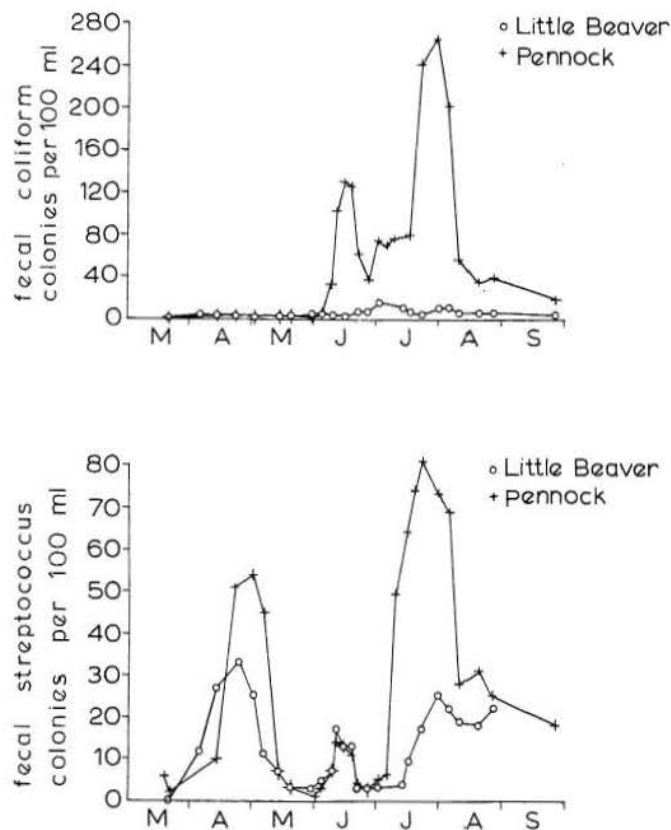 280
240
200
160
120
80
40
0
fecal coliform
colonies per 100 ml
o Little Beaver
+ Pennock
M A M J J A S
80
70
60
50
40
30
20
10
0
fecal streptococcus
colonies per 100 ml
o Little Beaver
+ pennock
M A M J J A S